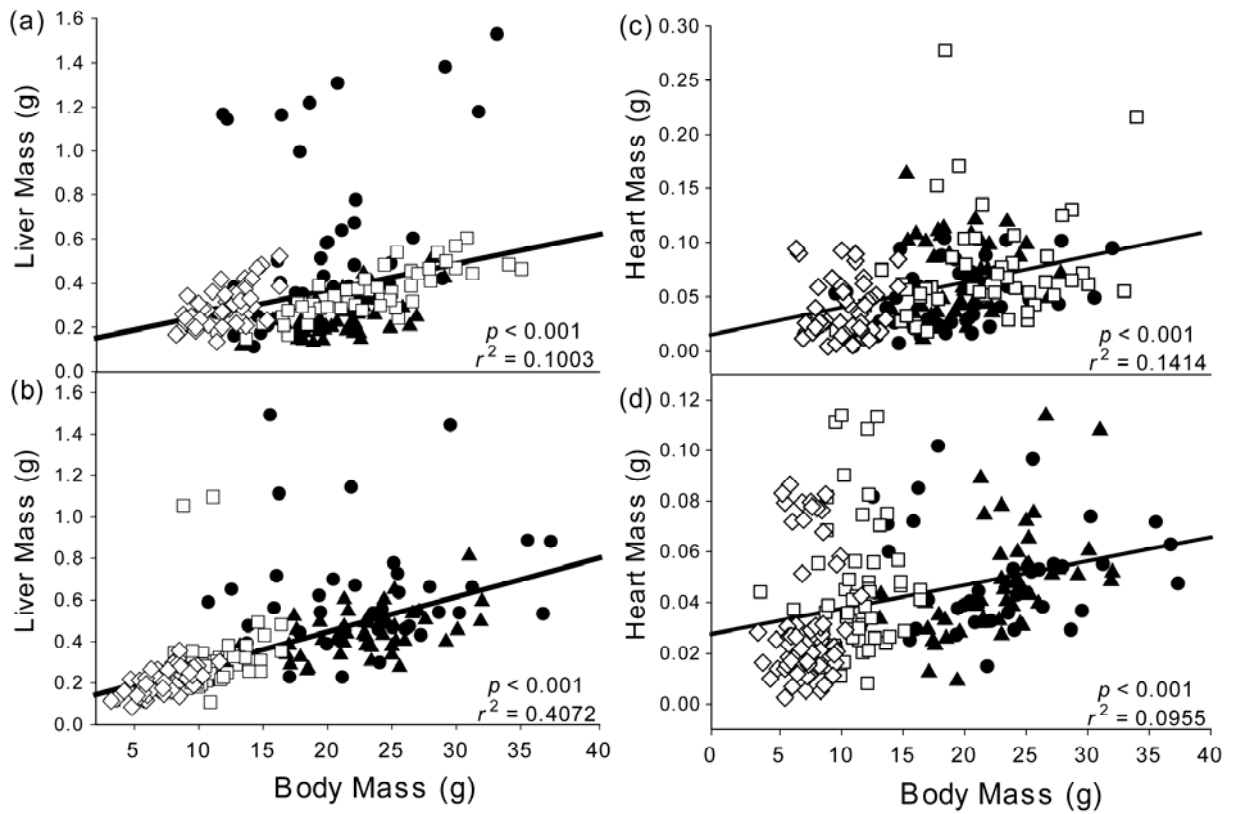 (a)
Liver Mass (g)
1.6
1.4
1.2
1.0
0.8
0.6
0.4
0.2
0.0
p < 0.001
r² = 0.1003
(c)
Heart Mass (g)
0.30
0.25
0.20
0.15
0.10
0.05
0.00
p < 0.001
r² = 0.1414
(b)
Liver Mass (g)
1.6
1.4
1.2
1.0
0.8
0.6
0.4
0.2
0.0
p < 0.001
r² = 0.4072
5 10 15 20 25 30 35 40
Body Mass (g)
(d)
Heart Mass (g)
0.12
0.10
0.08
0.06
0.04
0.02
0.00
p < 0.001
r² = 0.0955
0 5 10 15 20 25 30 35 40
Body Mass (g)